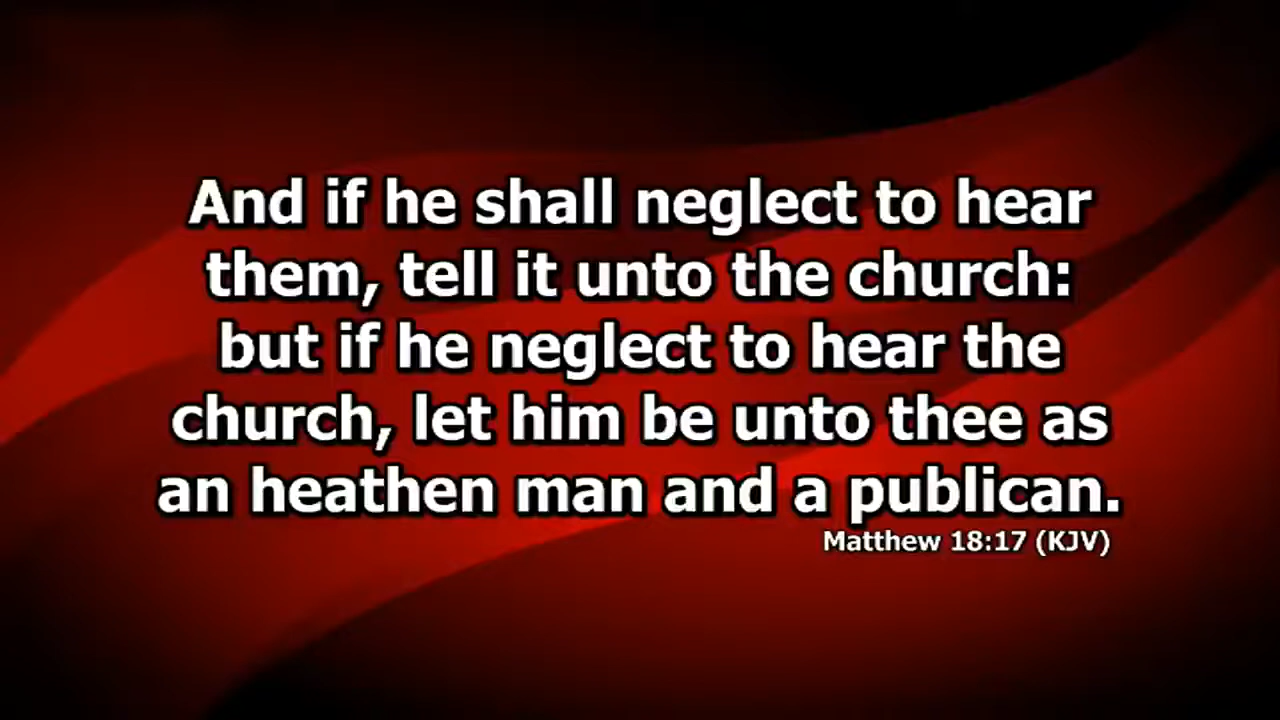 And if he shall neglect to hear
them, tell it unto the church:
but if he neglect to hear the
church, let him be unto thee as
an heathen man and a publican.
Matthew 18:17 (KJV)